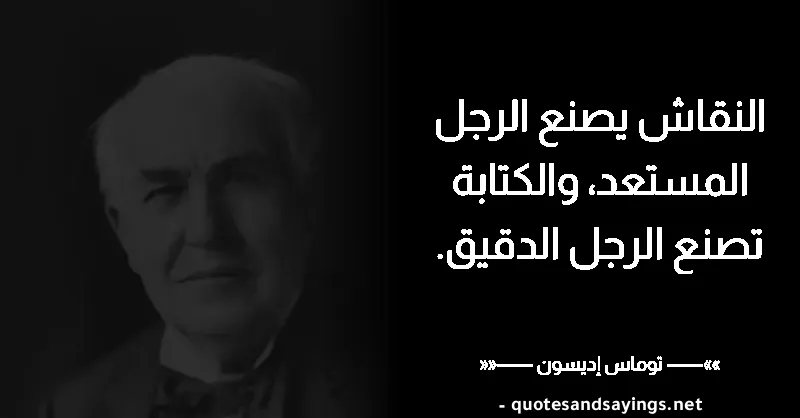 النقاش يصنع الرجل
المستعد، والكتابة
تصنع الرجل الدقيق.
»»—— توماس إديسون ——««
- quotesandsayings.net